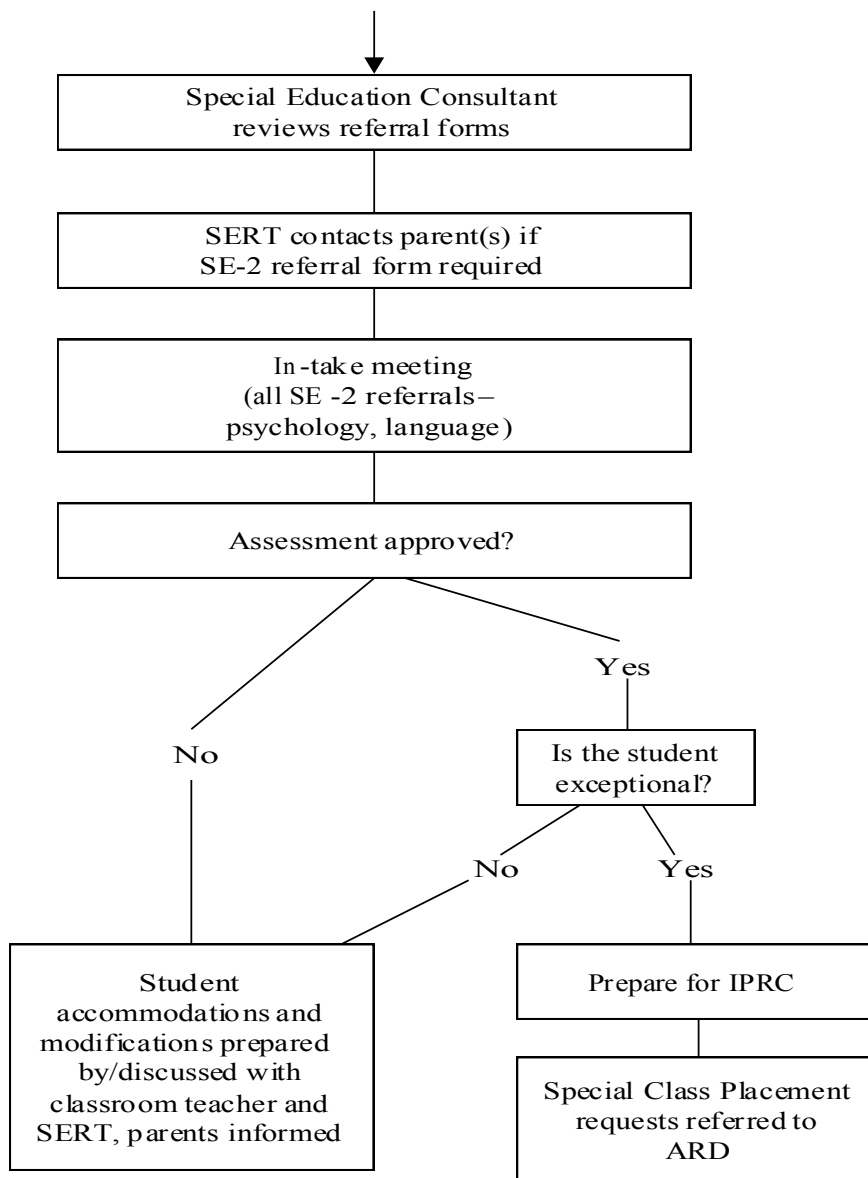 Special Education Consultant
reviews referral forms
SERT contacts parent(s) if
SE-2 referral form required
In-take meeting
(all SE -2 referrals–
psychology, language)
Assessment approved?
Yes
No
Is the student
exceptional?
No
Yes
Student
accommodations and
modifications prepared
by/discussed with
classroom teacher and
SERT, parents informed
Prepare for IPRC
Special Class Placement
requests referred to
ARD